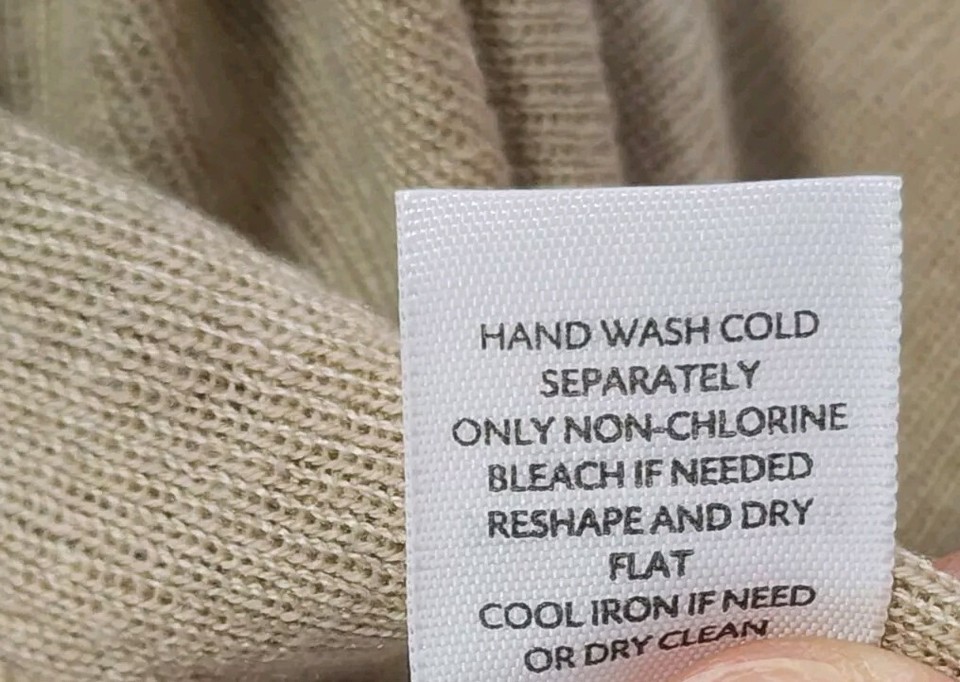 HAND WASH COLD
SEPARATELY
ONLY NON-CHLORINE
BLEACH IF NEEDED
RESHAPE AND DRY
FLAT
COOL IRON IF NEED
OR DRY CLEAN